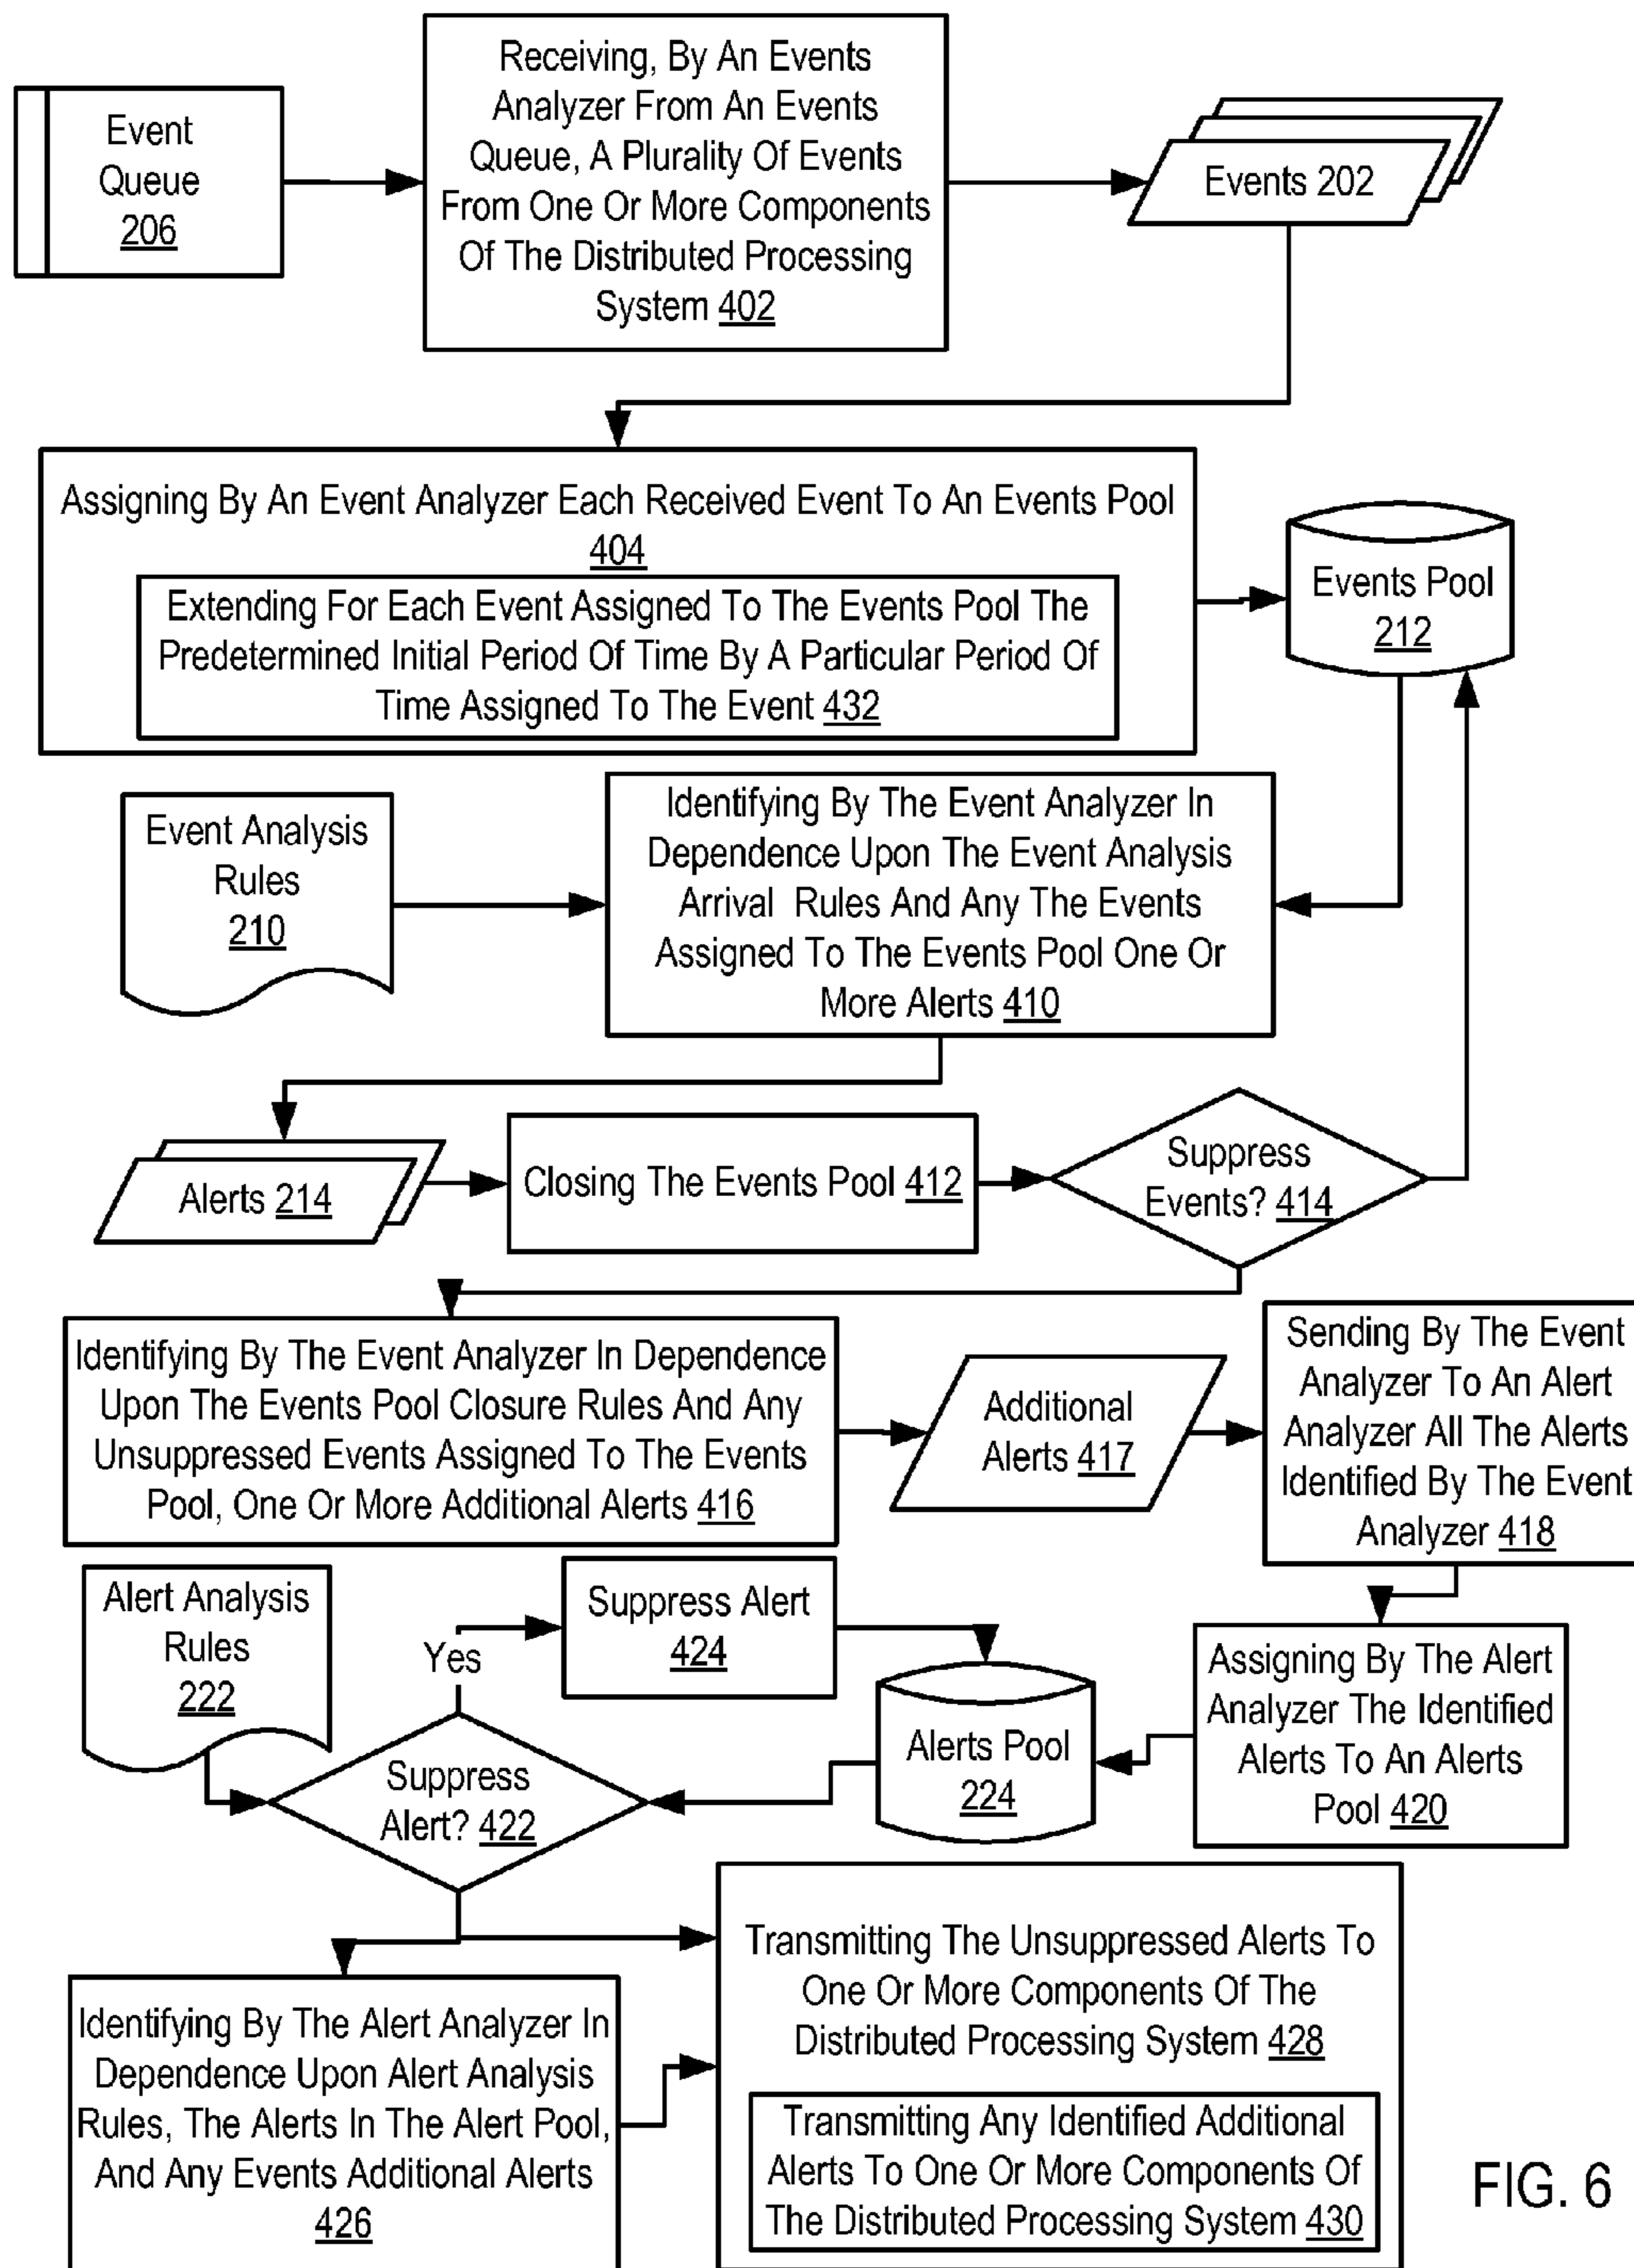 Event
Queue
206
Receiving, By An Events
Analyzer From An Events
Queue, A Plurality Of Events
From One Or More Components
Of The Distributed Processing
System 402
Events 202
Assigning By An Event Analyzer Each Received Event To An Events Pool
404
Extending For Each Event Assigned To The Events Pool The
Predetermined Initial Period Of Time By A Particular Period Of
Time Assigned To The Event 432
Events Pool
212
Event Analysis
Rules
210
Identifying By The Event Analyzer In
Dependence Upon The Event Analysis
Arrival Rules And Any The Events
Assigned To The Events Pool One Or
More Alerts 410
Alerts 214
Closing The Events Pool 412
Suppress
Events? 414
Identifying By The Event Analyzer In Dependence
Upon The Events Pool Closure Rules And Any
Unsuppressed Events Assigned To The Events
Pool, One Or More Additional Alerts 416
Additional
Alerts 417
Sending By The Event
Analyzer To An Alert
Analyzer All The Alerts
Identified By The Event
Analyzer 418
Alert Analysis
Rules
222
Yes
Suppress Alert
424
Alerts Pool
224
Assigning By The Alert
Analyzer The Identified
Alerts To An Alerts
Pool 420
Suppress
Alert? 422
Identifying By The Alert Analyzer In
Dependence Upon Alert Analysis
Rules, The Alerts In The Alert Pool,
And Any Events Additional Alerts
426
Transmitting The Unsuppressed Alerts To
One Or More Components Of The
Distributed Processing System 428
Transmitting Any Identified Additional
Alerts To One Or More Components Of
The Distributed Processing System 430
FIG. 6